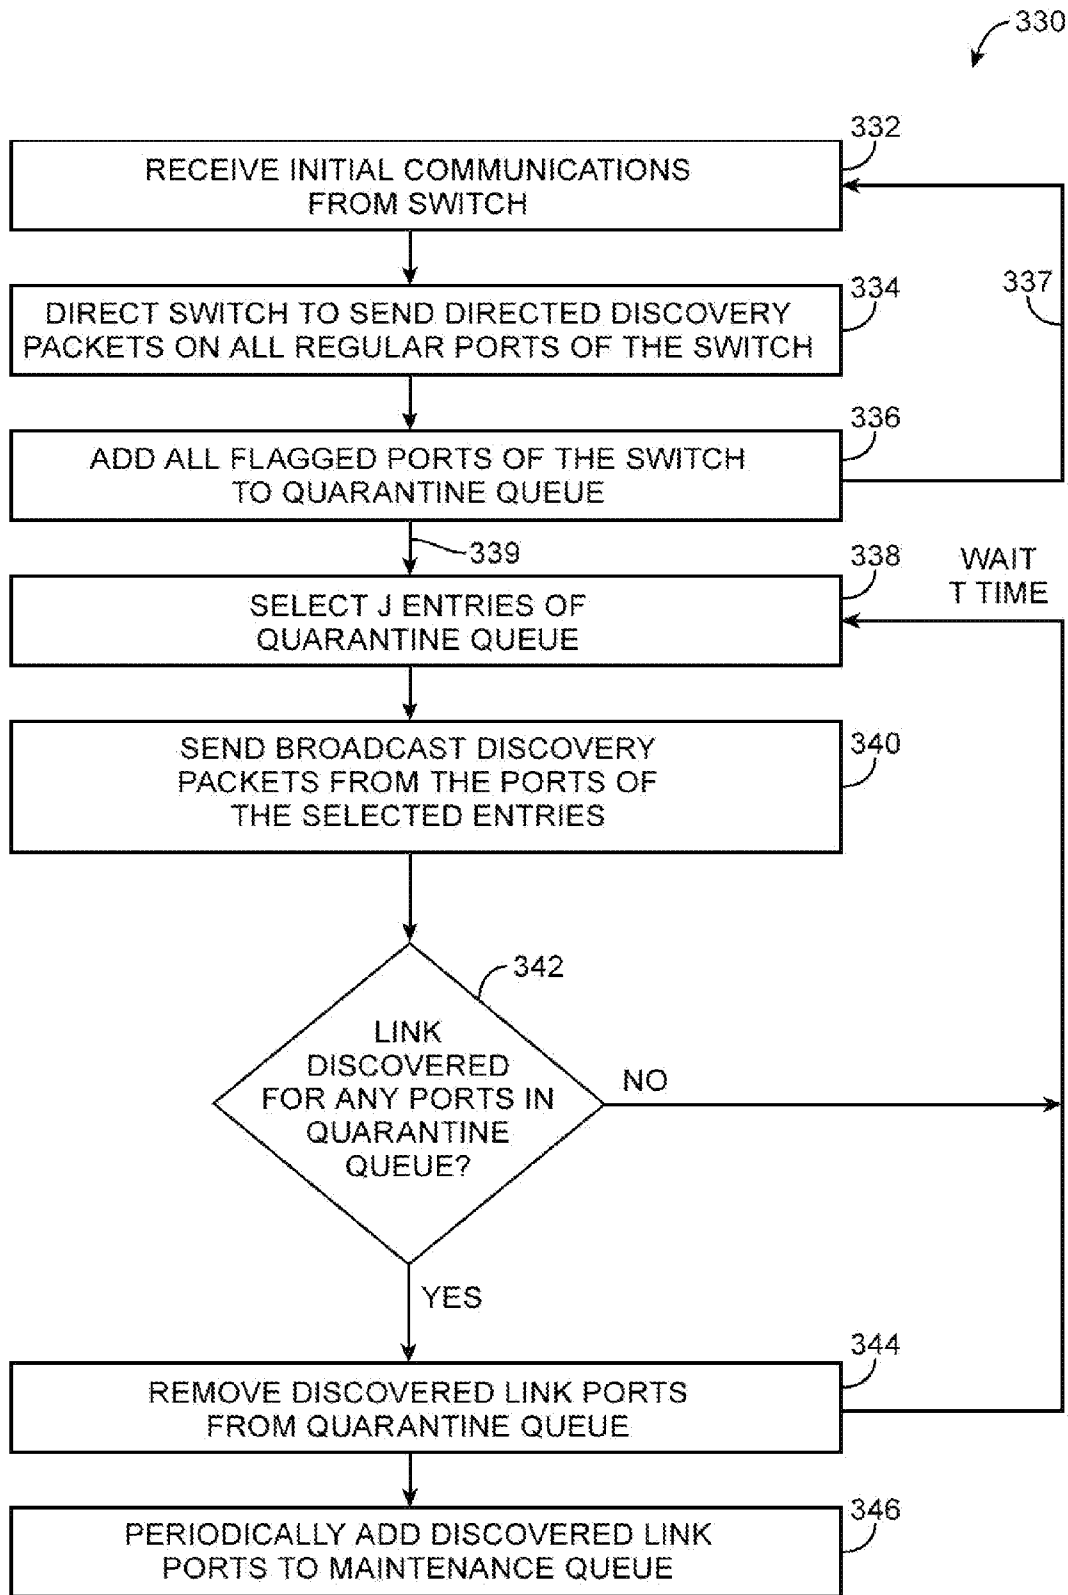 330
332
RECEIVE INITIAL COMMUNICATIONS
FROM SWITCH
334
337
DIRECT SWITCH TO SEND DIRECTED DISCOVERY
PACKETS ON ALL REGULAR PORTS OF THE SWITCH
336
ADD ALL FLAGGED PORTS OF THE SWITCH
TO QUARANTINE QUEUE
339
338
WAIT
T TIME
SELECT J ENTRIES OF
QUARANTINE QUEUE
340
SEND BROADCAST DISCOVERY
PACKETS FROM THE PORTS OF
THE SELECTED ENTRIES
342
LINK
DISCOVERED
FOR ANY PORTS IN
QUARANTINE
QUEUE?
NO
YES
344
REMOVE DISCOVERED LINK PORTS
FROM QUARANTINE QUEUE
346
PERIODICALLY ADD DISCOVERED LINK
PORTS TO MAINTENANCE QUEUE